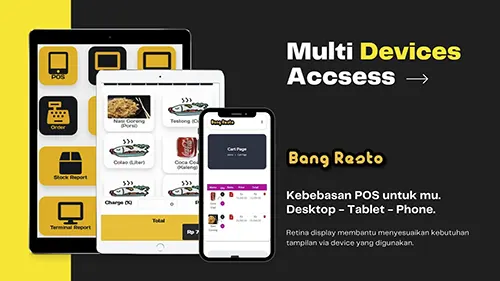 Multi Devices
Accsess
Bang Resto
Kebebasan POS untuk mu.
Desktop - Tablet - Phone.
Retina display membantu menyesuaikan kebutuhan
tampilan via device yang digunakan.
POS
Order
Stock Report
Terminal Report
Nasi Goreng
(Porsi)
Colao (Liter)
Charge (%)
Total
Rp 7
Bang Resto
Cart Page